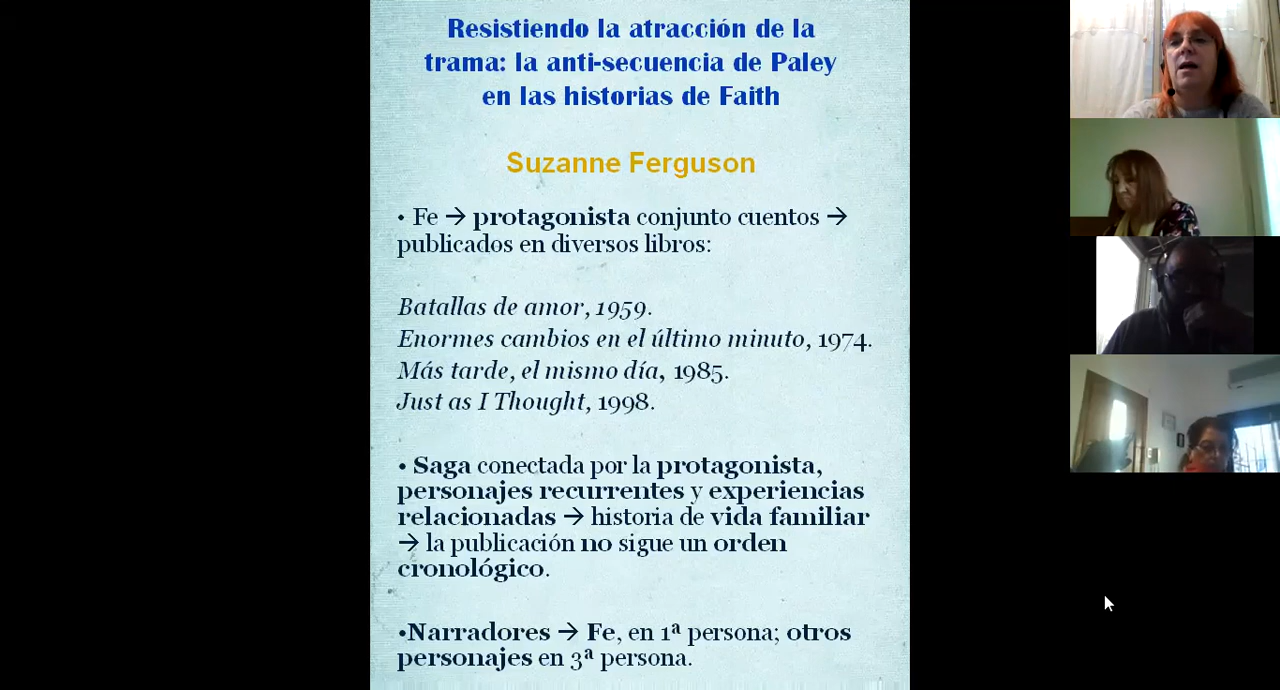 Resistiendo la atracción de la
trama: la anti-secuencia de Paley
en las historias de Faith
Suzanne Ferguson
• Fe → protagonista conjunto cuentos →
publicados en diversos libros:
Batallas de amor, 1959.
Enormes cambios en el último minuto, 1974.
Más tarde, el mismo día, 1985.
Just as I Thought, 1998.
• Saga conectada por la protagonista,
personajes recurrentes y experiencias
relacionadas → historia de vida familiar
→ la publicación no sigue un orden
cronológico.
•Narradores → Fe, en 1ª persona; otros
personajes en 3ª persona.